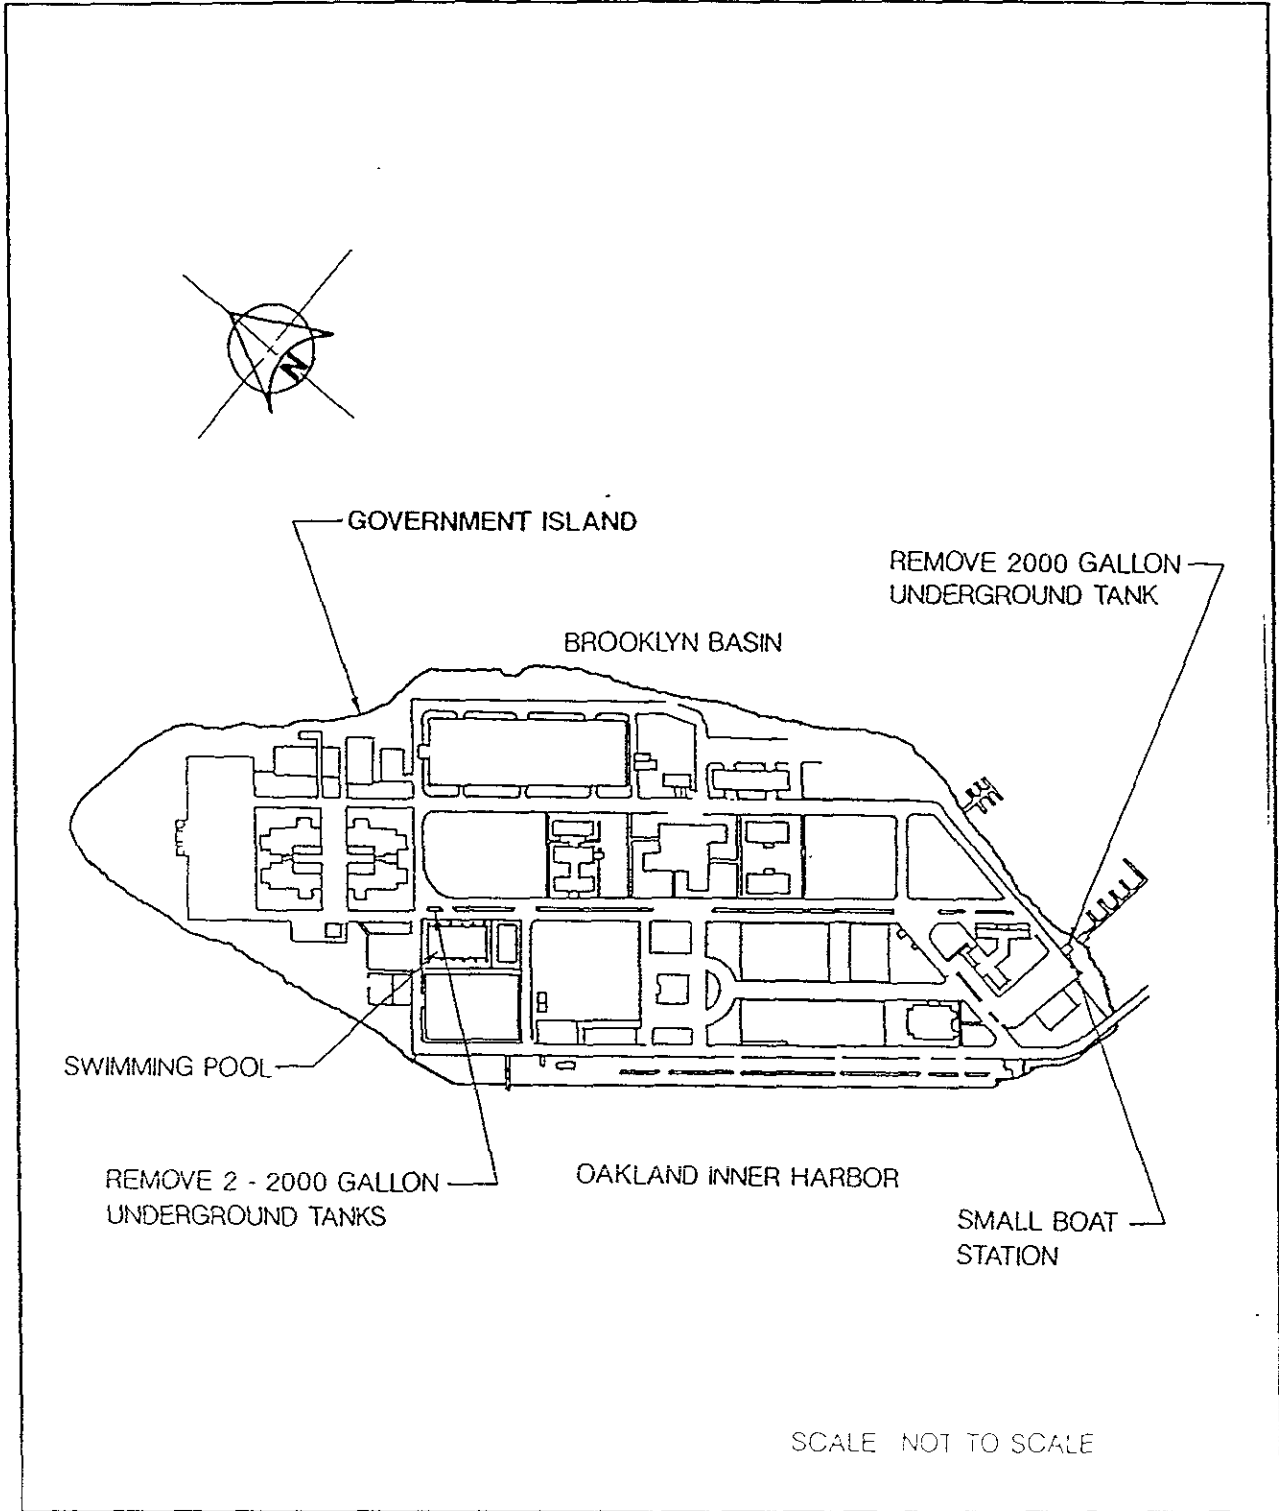 N
GOVERNMENT ISLAND
REMOVE 2000 GALLON
UNDERGROUND TANK
BROOKLYN BASIN
SWIMMING POOL
REMOVE 2 - 2000 GALLON
UNDERGROUND TANKS
OAKLAND INNER HARBOR
SMALL BOAT
STATION
SCALE NOT TO SCALE